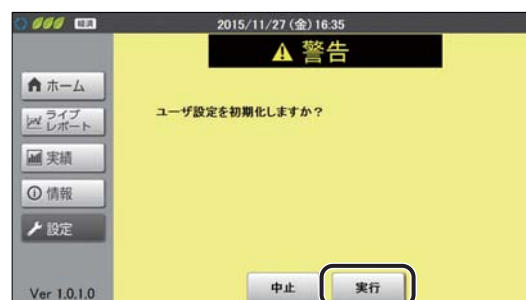 経済 2015/11/27 (金) 16:35
警告
ホーム
ライブ
レポート
実績
情報
設定
ユーザ設定を初期化しますか？
中止 実行
Ver 1.0.1.0